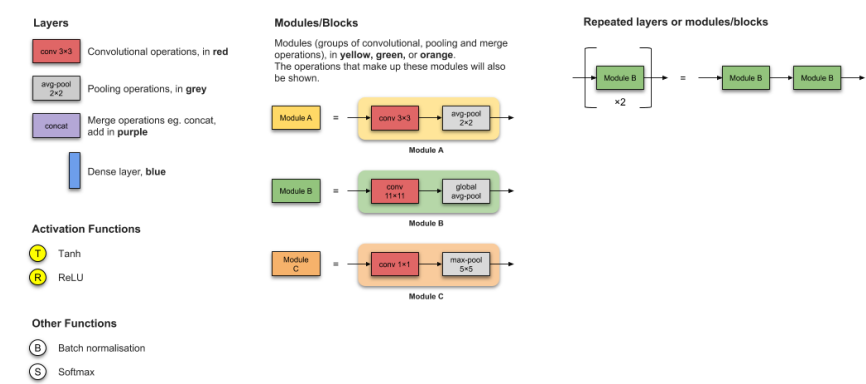 Layers
conv 3×3
Convolutional operations, in red
avg-pool
2×2
Pooling operations, in grey
concat
Merge operations eg. concat,
add in purple
Dense layer, blue
Activation Functions
T
Tanh
R
ReLU
Other Functions
B
Batch normalisation
S
Softmax
Modules/Blocks
Modules (groups of convolutional, pooling and merge
operations), in yellow, green, or orange.
The operations that make up these modules will also
be shown.
Module A
=
conv 3×3
avg-pool
2×2
Module A
Module B
=
conv
11×11
global
avg-pool
Module B
Module
C
=
conv 1×1
max-pool
5×5
Module C
Repeated layers or modules/blocks
Module B
×2
=
Module B
Module B